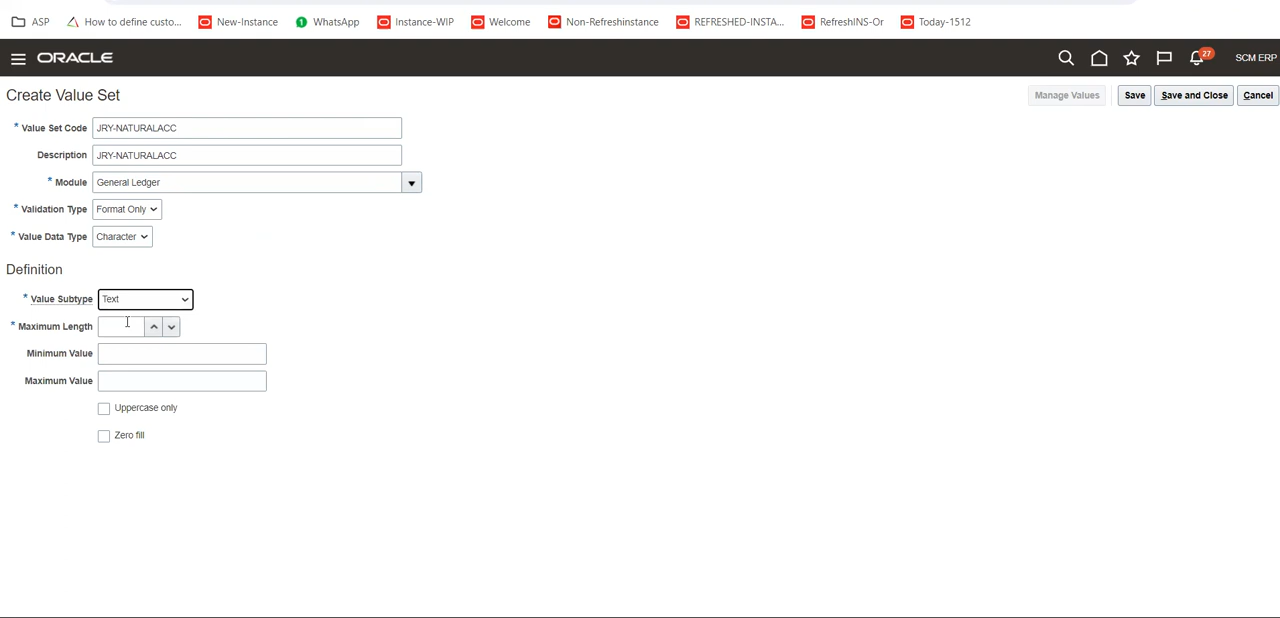 ASP How to define custo... New-Instance WhatsApp Instance-WIP Welcome Non-Refreshinstance REFRESHED-INSTA... RefreshINS-Or Today-1512
ORACLE 27 SCM ERP
Create Value Set Manage Values Save Save and Close Cancel
* Value Set Code JRY-NATURALACC
Description JRY-NATURALACC
* Module General Ledger
* Validation Type Format Only
* Value Data Type Character
Definition
* Value Subtype Text
* Maximum Length
Minimum Value
Maximum Value
Uppercase only
Zero fill